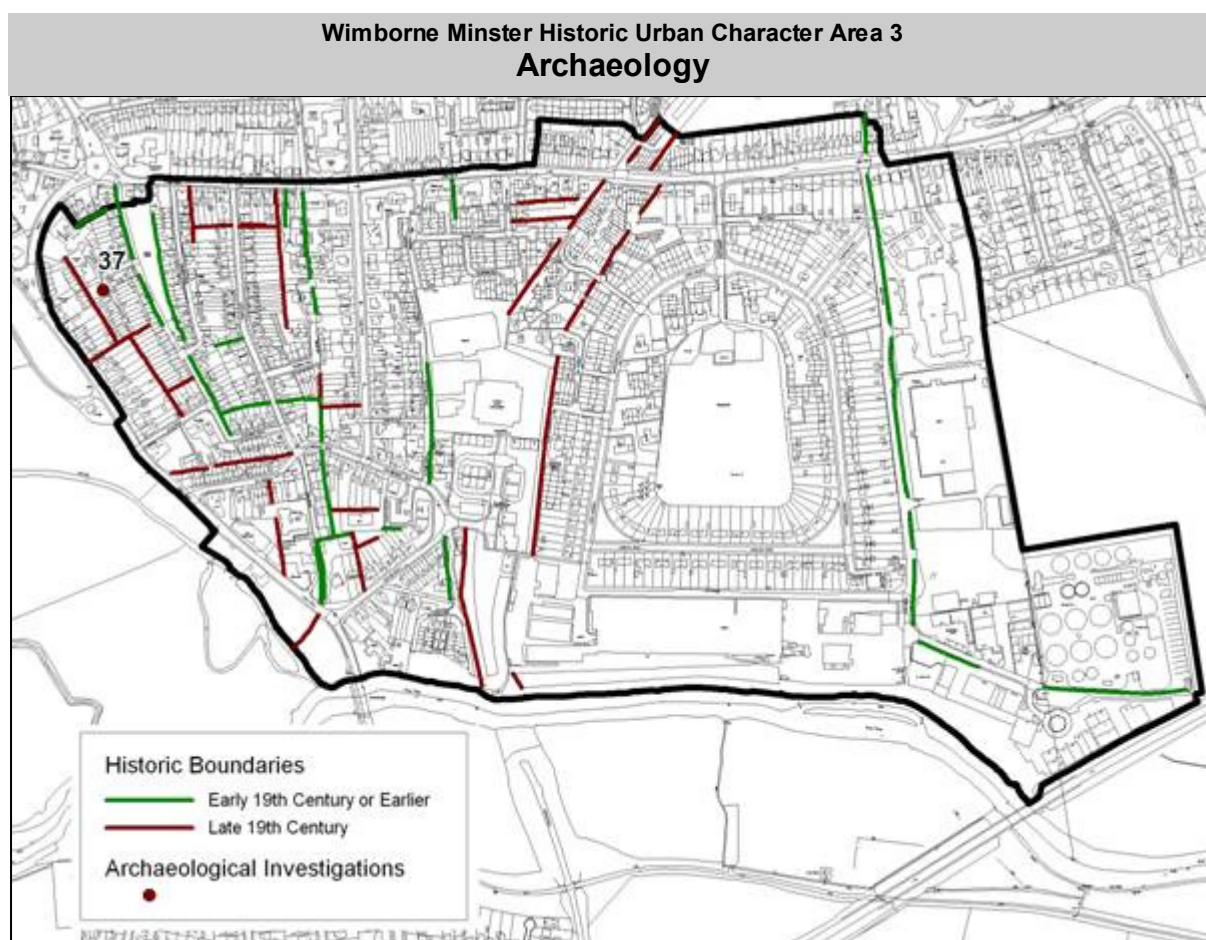 Wimborne Minster Historic Urban Character Area 3
Archaeology
37
Historic Boundaries
Early 19th Century or Earlier
Late 19th Century
Archaeological Investigations